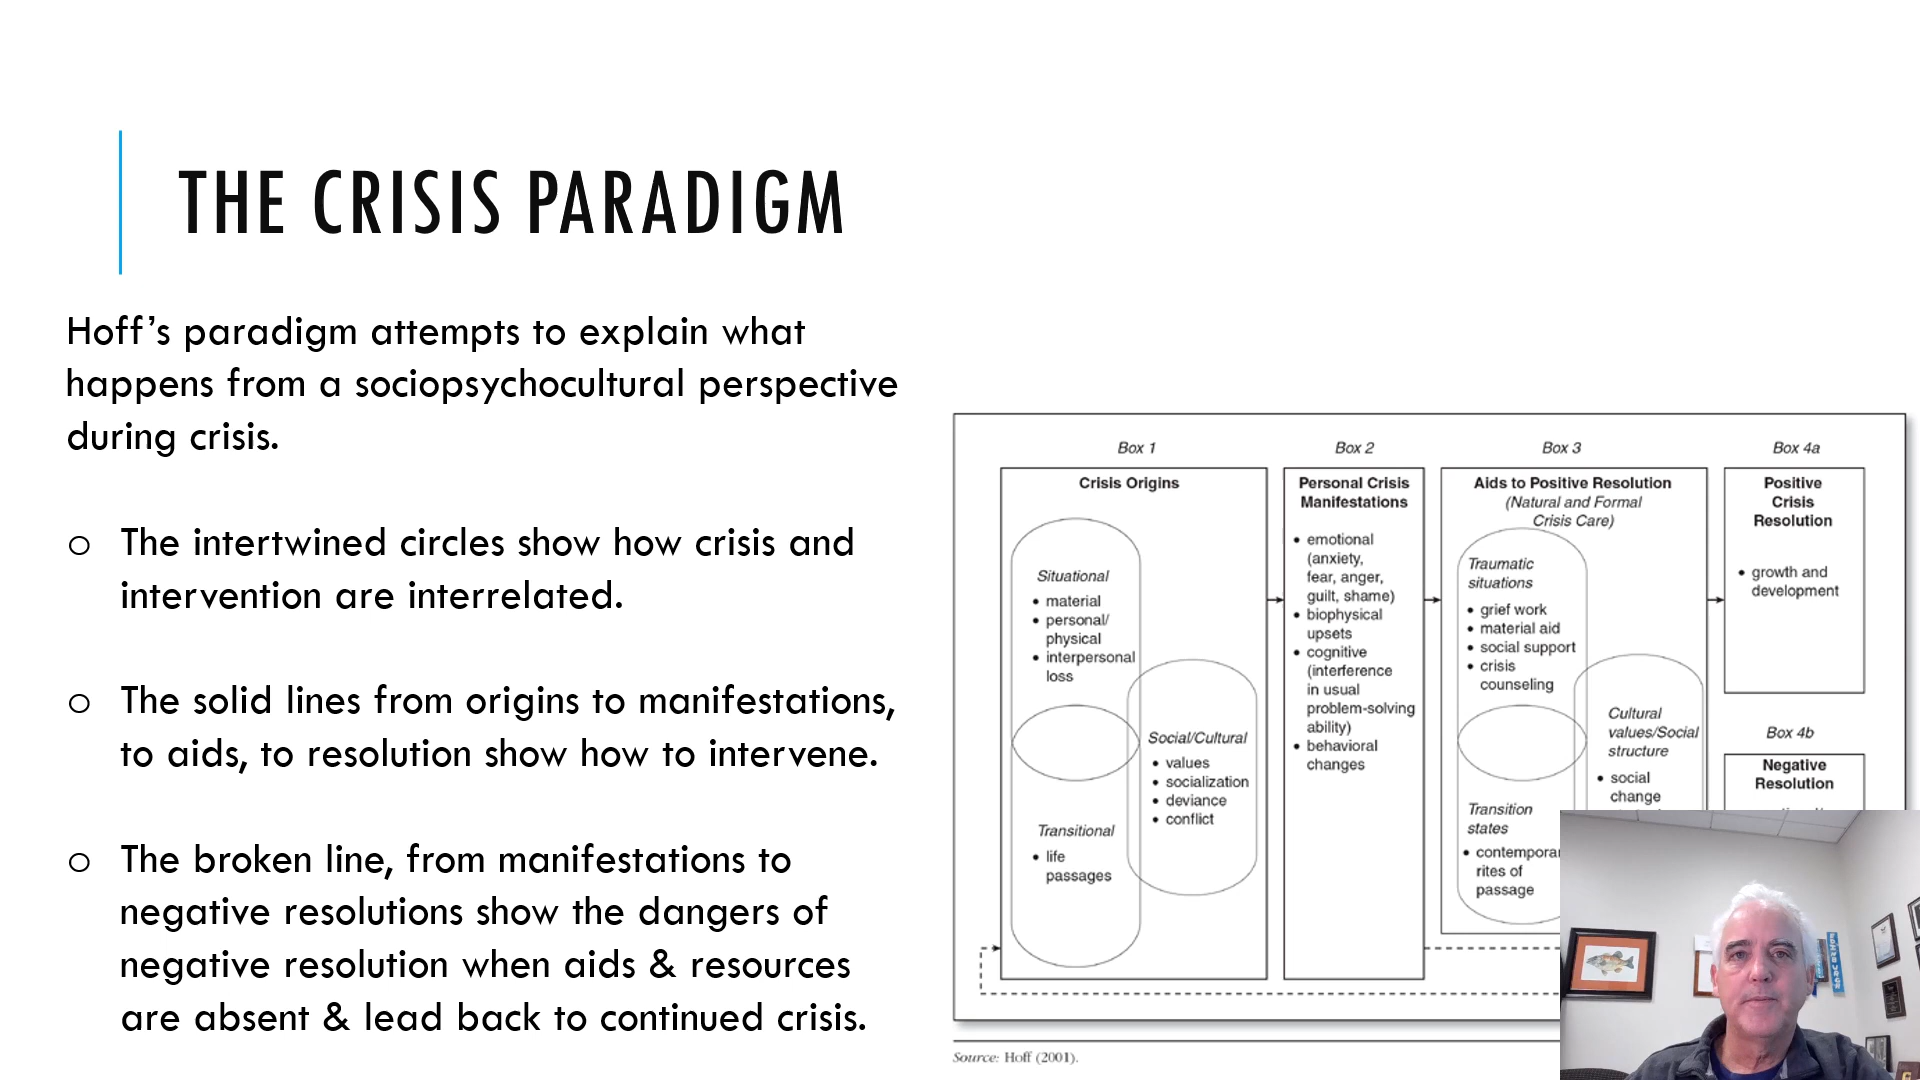 THE CRISIS PARADIGM
Hoff’s paradigm attempts to explain what
happens from a sociopsychocultural perspective
during crisis.
o The intertwined circles show how crisis and
intervention are interrelated.
o The solid lines from origins to manifestations,
to aids, to resolution show how to intervene.
o The broken line, from manifestations to
negative resolutions show the dangers of
negative resolution when aids & resources
are absent & lead back to continued crisis.
Box 1
Crisis Origins
Situational
• material
• personal/
physical
• interpersonal
loss
Social/Cultural
• values
• socialization
• deviance
• conflict
Transitional
• life
passages
Box 2
Personal Crisis
Manifestations
• emotional
(anxiety,
fear, anger,
guilt, shame)
• biophysical
upsets
• cognitive
(interference
in usual
problem-solving
ability)
• behavioral
changes
Box 3
Aids to Positive Resolution
(Natural and Formal
Crisis Care)
Traumatic
situations
• grief work
• material aid
• social support
• crisis
counseling
Cultural
values/Social
structure
• social
change
Transition
states
• contemporar
rites of
passage
Box 4a
Positive
Crisis
Resolution
• growth and
development
Box 4b
Negative
Resolution
Source: Hoff (2001).